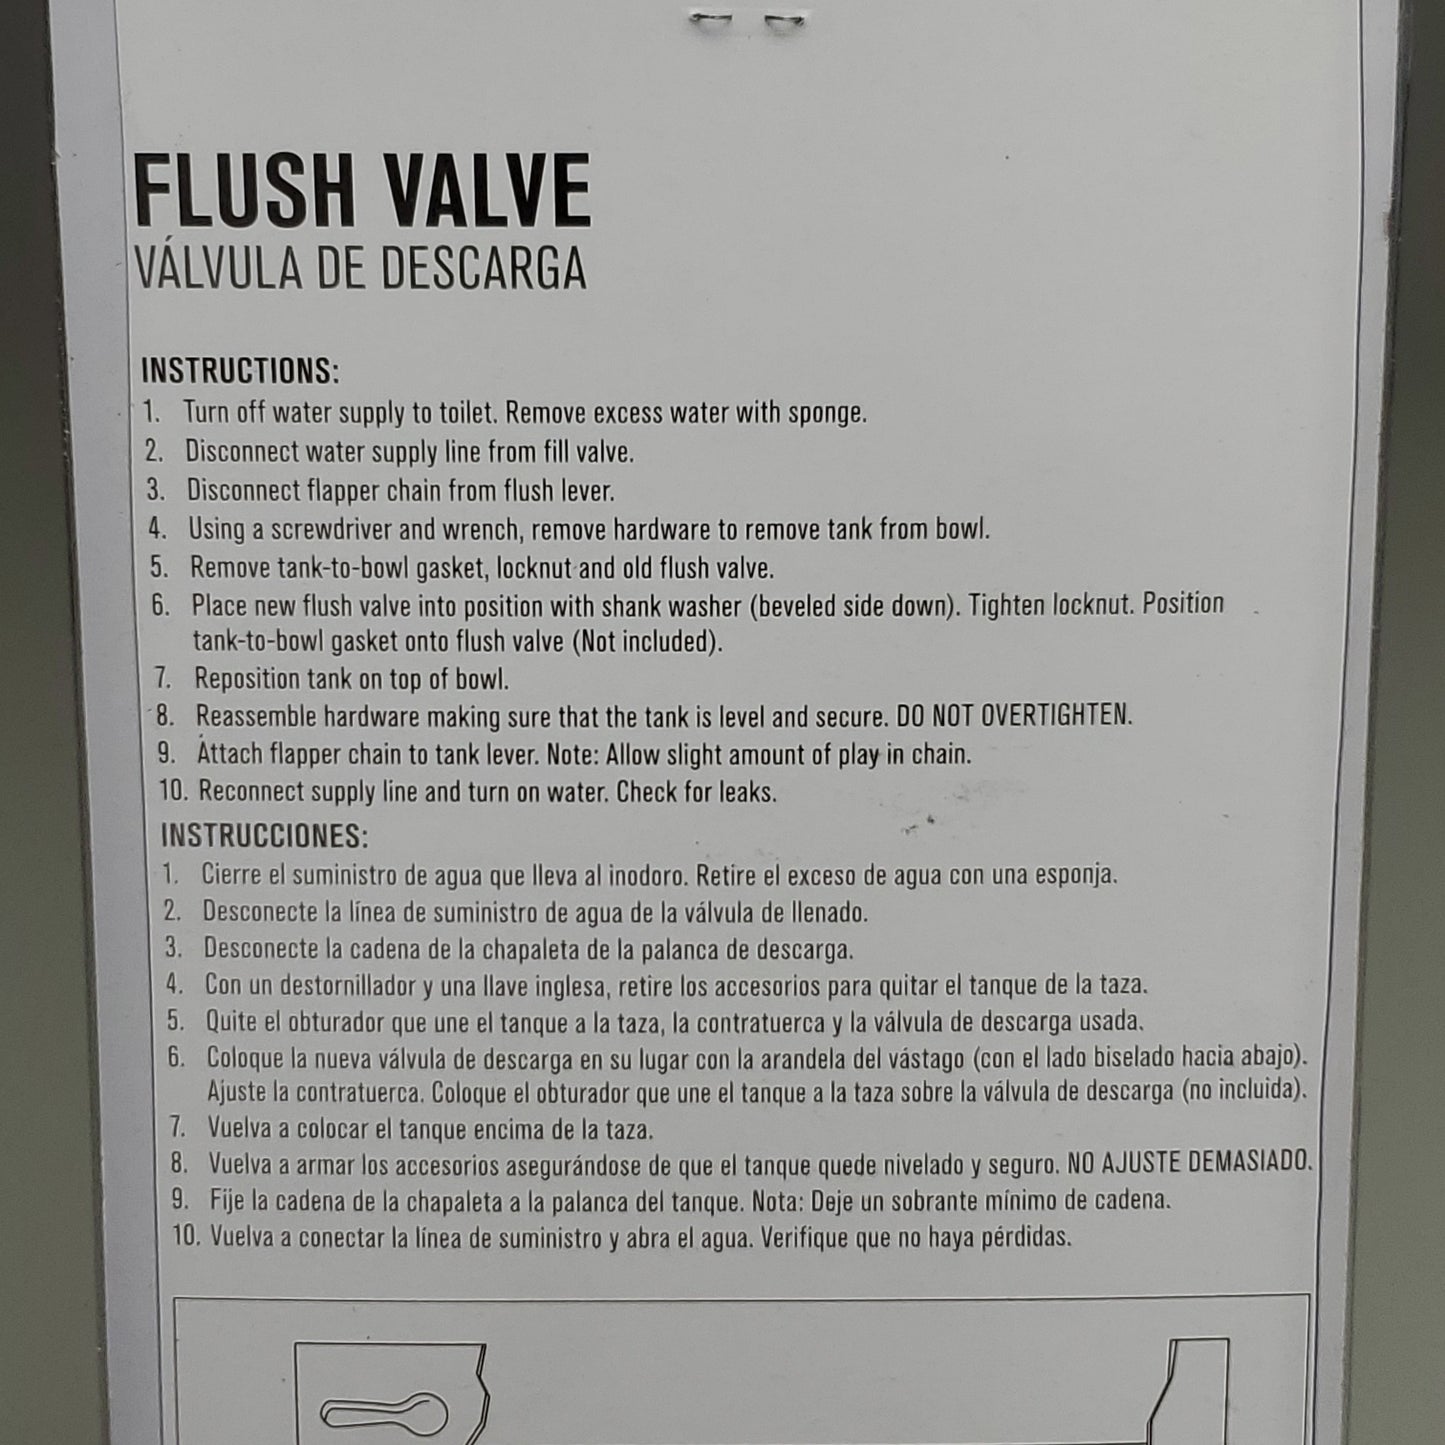 FLUSH VALVE
VÁLVULA DE DESCARGA
INSTRUCTIONS:
1. Turn off water supply to toilet. Remove excess water with sponge.
2. Disconnect water supply line from fill valve.
3. Disconnect flapper chain from flush lever.
4. Using a screwdriver and wrench, remove hardware to remove tank from bowl.
5. Remove tank-to-bowl gasket, locknut and old flush valve.
6. Place new flush valve into position with shank washer (beveled side down). Tighten locknut. Position
tank-to-bowl gasket onto flush valve (Not included).
7. Reposition tank on top of bowl.
8. Reassemble hardware making sure that the tank is level and secure. DO NOT OVERTIGHTEN.
9. Attach flapper chain to tank lever. Note: Allow slight amount of play in chain.
10. Reconnect supply line and turn on water. Check for leaks.
INSTRUCCIONES:
1. Cierre el suministro de agua que lleva al inodoro. Retire el exceso de agua con una esponja.
2. Desconecte la línea de suministro de agua de la válvula de llenado.
3. Desconecte la cadena de la chapaleta de la palanca de descarga.
4. Con un destornillador y una llave inglesa, retire los accesorios para quitar el tanque de la taza.
5. Quite el obturador que une el tanque a la taza, la contratuerca y la válvula de descarga usada.
6. Coloque la nueva válvula de descarga en su lugar con la arandela del vástago (con el lado biselado hacia abajo).
Ajuste la contratuerca. Coloque el obturador que une el tanque a la taza sobre la válvula de descarga (no incluida).
7. Vuelva a colocar el tanque encima de la taza.
8. Vuelva a armar los accesorios asegurándose de que el tanque quede nivelado y seguro. NO AJUSTE DEMASIADO.
9. Fije la cadena de la chapaleta a la palanca del tanque. Nota: Deje un sobrante mínimo de cadena.
10. Vuelva a conectar la línea de suministro y abra el agua. Verifique que no haya pérdidas.